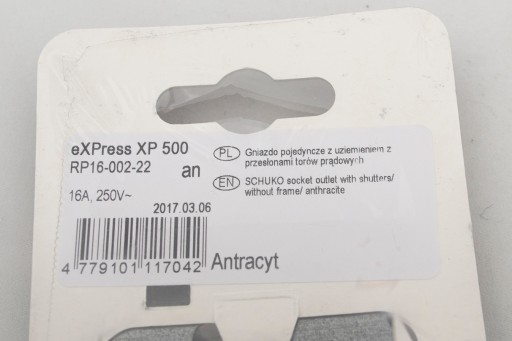 eXPress XP 500
RP16-002-22 an
16A, 250V~
2017.03.06
4 779101 117042
Antracyt
PL Gniazdo pojedyncze z uziemieniem z
przesłonami torów prądowych
EN SCHUKO socket outlet with shutters/
without frame/ anthracite